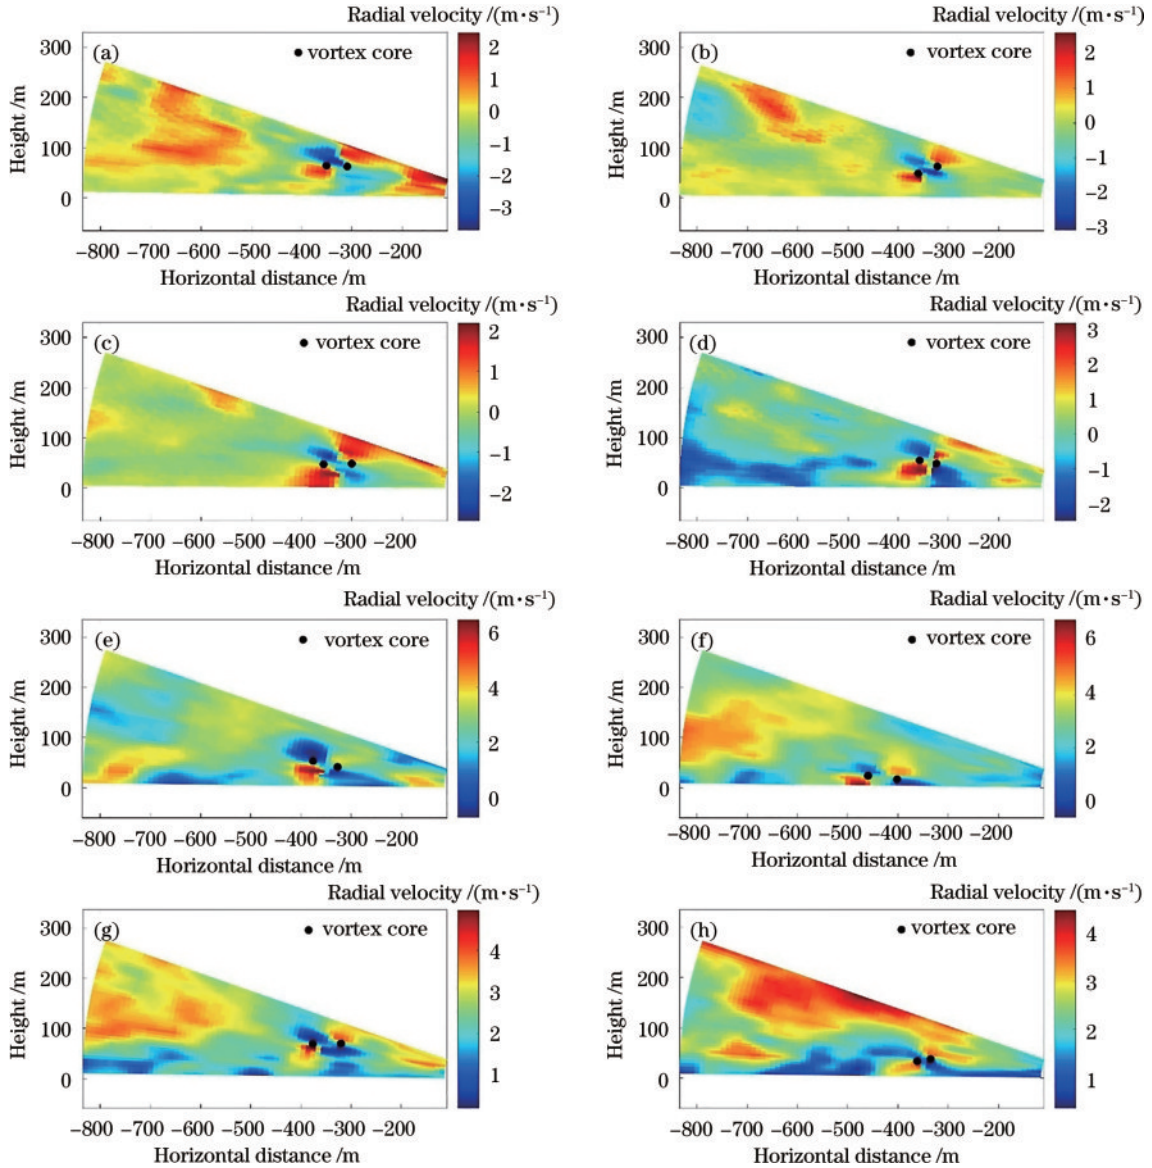 Radial velocity /(m·s⁻¹) Radial velocity /(m·s⁻¹)
(a) vortex core 300 200 100 0 Height /m 2 1 0 −1 −2 −3
−800 −700 −600 −500 −400 −300 −200
Horizontal distance /m
(b) vortex core 300 200 100 0 Height /m 2 1 0 −1 −2 −3
−800 −700 −600 −500 −400 −300 −200
Horizontal distance /m
Radial velocity /(m·s⁻¹) Radial velocity /(m·s⁻¹)
(c) vortex core 300 200 100 0 Height /m 2 1 0 −1 −2
−800 −700 −600 −500 −400 −300 −200
Horizontal distance /m
(d) vortex core 300 200 100 0 Height /m 3 2 1 0 −1 −2
−800 −700 −600 −500 −400 −300 −200
Horizontal distance /m
Radial velocity /(m·s⁻¹) Radial velocity /(m·s⁻¹)
(e) vortex core 300 200 100 0 Height /m 6 4 2 0
−800 −700 −600 −500 −400 −300 −200
Horizontal distance /m
(f) vortex core 300 200 100 0 Height /m 6 4 2 0
−800 −700 −600 −500 −400 −300 −200
Horizontal distance /m
Radial velocity /(m·s⁻¹) Radial velocity /(m·s⁻¹)
(g) vortex core 300 200 100 0 Height /m 4 3 2 1
−800 −700 −600 −500 −400 −300 −200
Horizontal distance /m
(h) vortex core 300 200 100 0 Height /m 4 3 2 1
−800 −700 −600 −500 −400 −300 −200
Horizontal distance /m